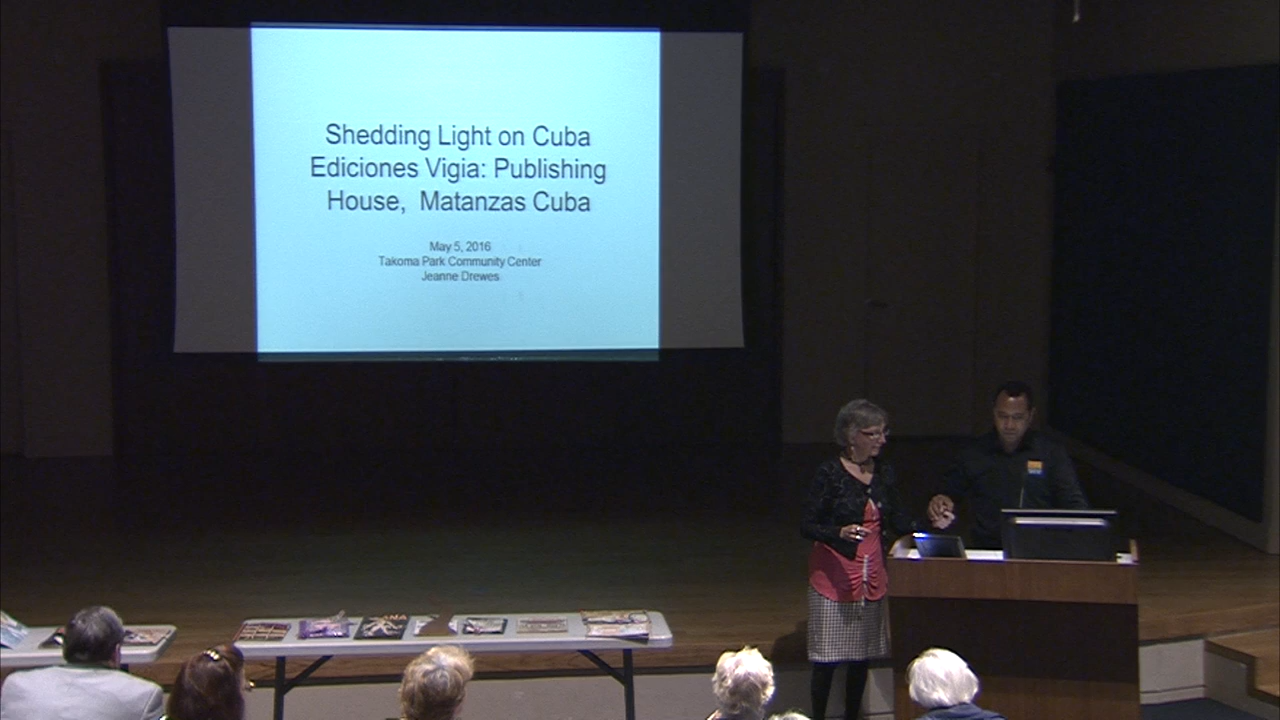 Shedding Light on Cuba
Ediciones Vigia: Publishing
House, Matanzas Cuba
May 5, 2016
Takoma Park Community Center
Jeanne Drewes